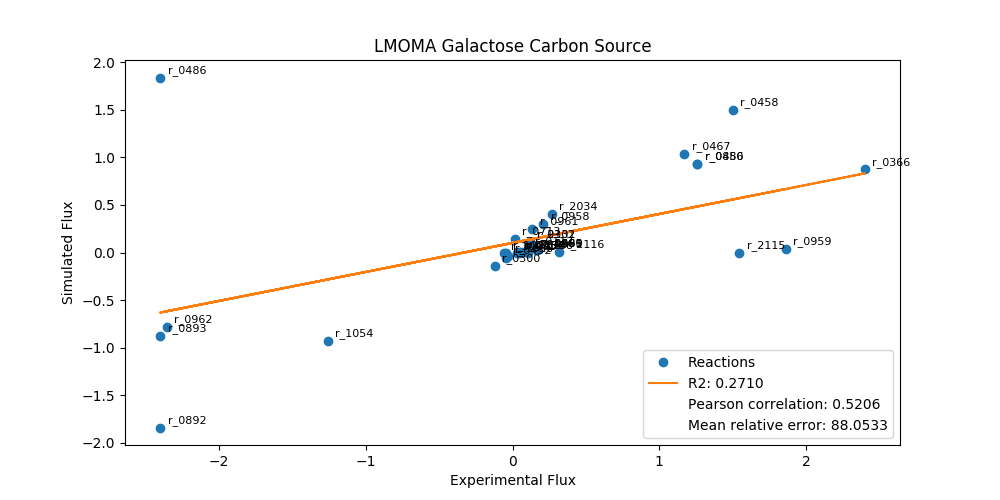 LMOMA Galactose Carbon Source
2.0
1.5
1.0
0.5
0.0
−0.5
−1.0
−1.5
−2.0
Simulated Flux
r_0486
r_0458
r_0467
r_0366
r_2034
r_0958
r_0961
r_0713
r_2116
r_2115
r_0959
r_0300
r_0962
r_0893
r_1054
r_0892
Reactions
R2: 0.2710
Pearson correlation: 0.5206
Mean relative error: 88.0533
−2
−1
0
1
2
Experimental Flux